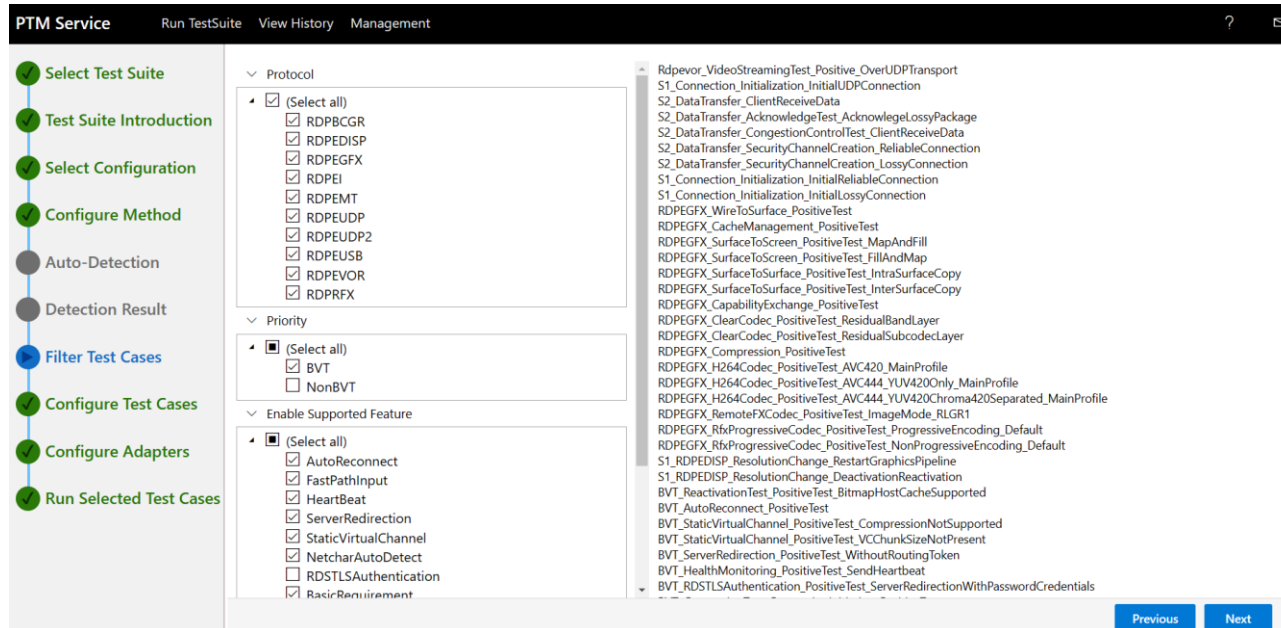 PTM Service Run TestSuite View History Management ?
Select Test Suite
Test Suite Introduction
Select Configuration
Configure Method
Auto-Detection
Detection Result
Filter Test Cases
Configure Test Cases
Configure Adapters
Run Selected Test Cases
Protocol
(Select all)
RDPBCGR
RDPEDISP
RDPEGFX
RDPEI
RDPEMT
RDPEUDP
RDPEUDP2
RDPEUSB
RDPEVOR
RDPRFX
Priority
(Select all)
BVT
NonBVT
Enable Supported Feature
(Select all)
AutoReconnect
FastPathInput
HeartBeat
ServerRedirection
StaticVirtualChannel
NetcharAutoDetect
RDSTLSAuthentication
BasicRequirement
Rdpevor_VideoStreamingTest_Positive_OverUDPTransport
S1_Connection_Initialization_InitialUDPConnection
S2_DataTransfer_ClientReceiveData
S2_DataTransfer_AcknowledgeTest_AcknowlegeLossyPackage
S2_DataTransfer_CongestionControlTest_ClientReceiveData
S2_DataTransfer_SecurityChannelCreation_ReliableConnection
S2_DataTransfer_SecurityChannelCreation_LossyConnection
S1_Connection_Initialization_InitialReliableConnection
S1_Connection_Initialization_InitialLossyConnection
RDPEGFX_WireToSurface_PositiveTest
RDPEGFX_CacheManagement_PositiveTest
RDPEGFX_SurfaceToScreen_PositiveTest_MapAndFill
RDPEGFX_SurfaceToScreen_PositiveTest_FillAndMap
RDPEGFX_SurfaceToSurface_PositiveTest_IntraSurfaceCopy
RDPEGFX_SurfaceToSurface_PositiveTest_InterSurfaceCopy
RDPEGFX_CapabilityExchange_PositiveTest
RDPEGFX_ClearCodec_PositiveTest_ResidualBandLayer
RDPEGFX_ClearCodec_PositiveTest_ResidualSubcodecLayer
RDPEGFX_Compression_PositiveTest
RDPEGFX_H264Codec_PositiveTest_AVC420_MainProfile
RDPEGFX_H264Codec_PositiveTest_AVC444_YUV420Only_MainProfile
RDPEGFX_H264Codec_PositiveTest_AVC444_YUV420Chroma420Separated_MainProfile
RDPEGFX_RemoteFXCodec_PositiveTest_ImageMode_RLGR1
RDPEGFX_RfxProgressiveCodec_PositiveTest_ProgressiveEncoding_Default
RDPEGFX_RfxProgressiveCodec_PositiveTest_NonProgressiveEncoding_Default
S1_RDPEDISP_ResolutionChange_RestartGraphicsPipeline
S1_RDPEDISP_ResolutionChange_DeactivationReactivation
BVT_ReactivationTest_PositiveTest_BitmapHostCacheSupported
BVT_AutoReconnect_PositiveTest
BVT_StaticVirtualChannel_PositiveTest_CompressionNotSupported
BVT_StaticVirtualChannel_PositiveTest_VCChunkSizeNotPresent
BVT_ServerRedirection_PositiveTest_WithoutRoutingToken
BVT_HealthMonitoring_PositiveTest_SendHeartbeat
BVT_RDSTLSAuthentication_PositiveTest_ServerRedirectionWithPasswordCredentials
Previous Next